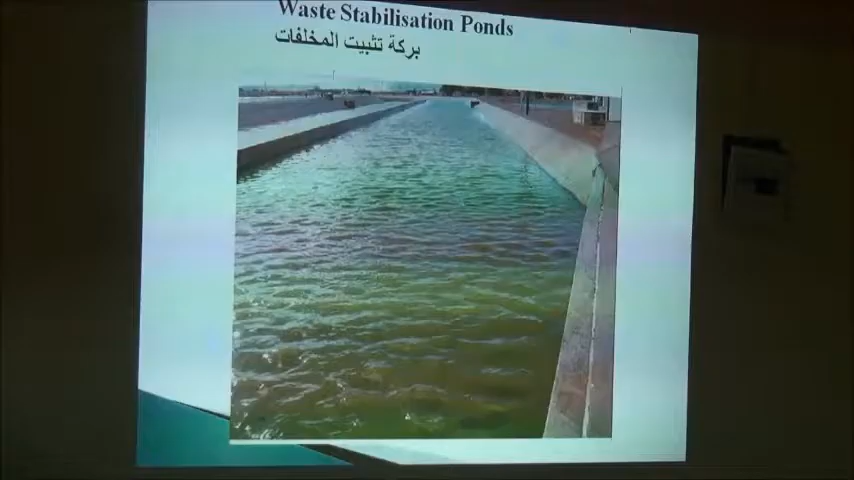 Waste Stabilisation Ponds
بركة تثبيت المخلفات